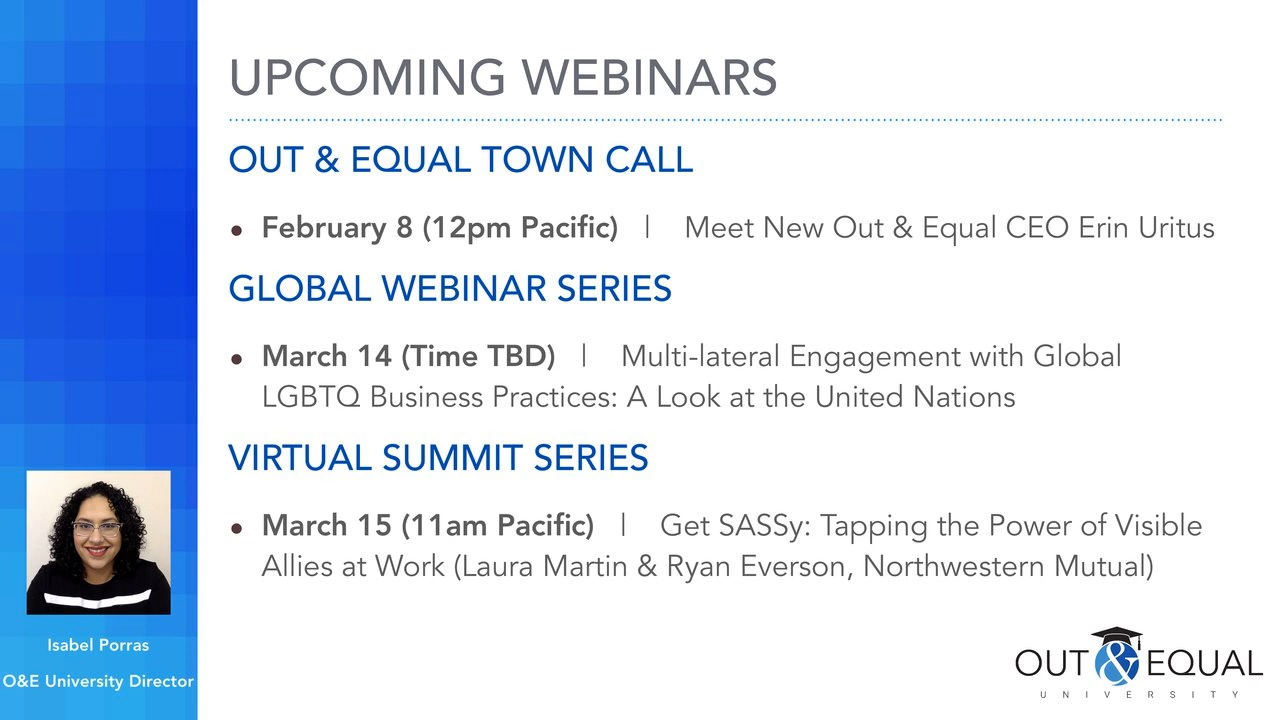 UPCOMING WEBINARS
OUT & EQUAL TOWN CALL
• February 8 (12pm Pacific) | Meet New Out & Equal CEO Erin Uritus
GLOBAL WEBINAR SERIES
• March 14 (Time TBD) | Multi-lateral Engagement with Global
LGBTQ Business Practices: A Look at the United Nations
VIRTUAL SUMMIT SERIES
• March 15 (11am Pacific) | Get SASSy: Tapping the Power of Visible
Allies at Work (Laura Martin & Ryan Everson, Northwestern Mutual)
Isabel Porras
O&E University Director
OUT & EQUAL
UNIVERSITY